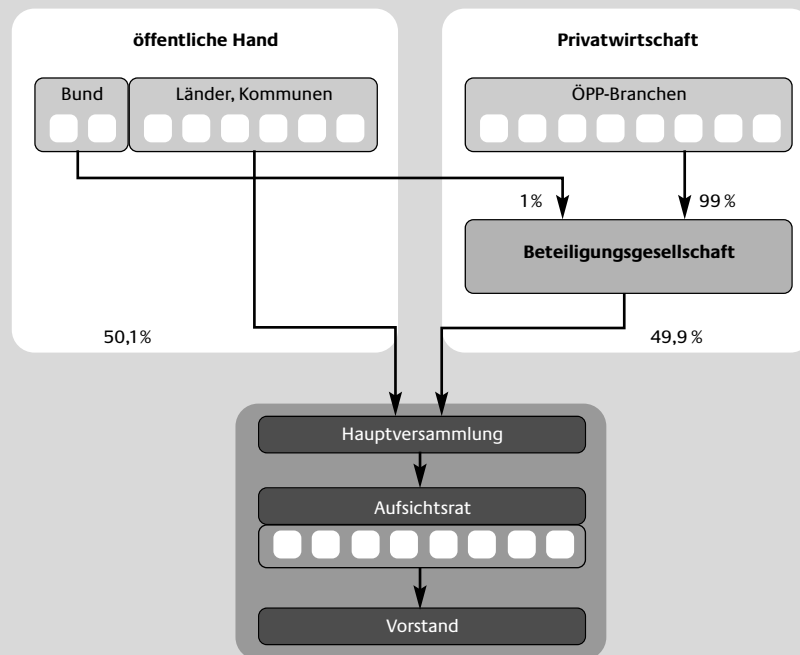 öffentliche Hand
Privatwirtschaft
Bund
Länder, Kommunen
ÖPP-Branchen
1 %
99 %
Beteiligungsgesellschaft
50,1 %
49,9 %
Hauptversammlung
Aufsichtsrat
Vorstand